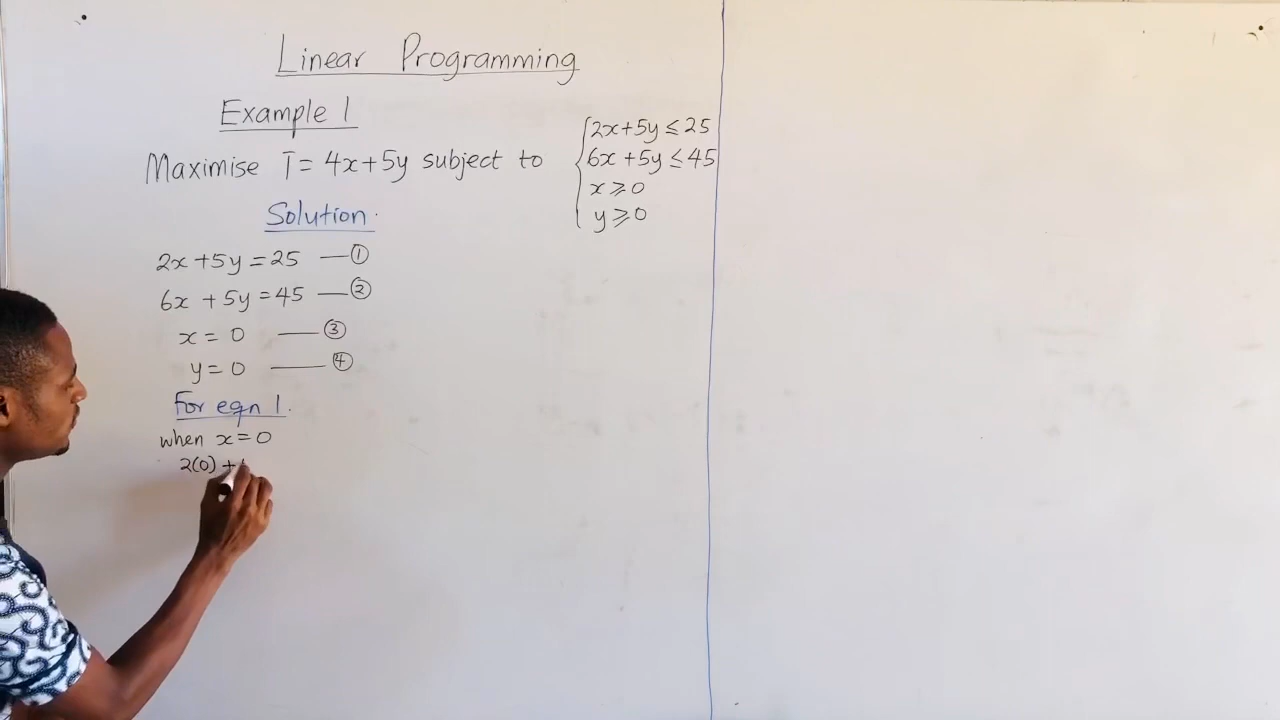 Linear Programming
Example 1
Maximise T = 4x+5y subject to
2x+5y ≤ 25
6x+5y ≤ 45
x ⩾ 0
y ⩾ 0
Solution.
2x+5y = 25 — ①
6x+5y = 45 — ②
x = 0 — ③
y = 0 — ④
For eqn 1.
when x = 0
2(0) +